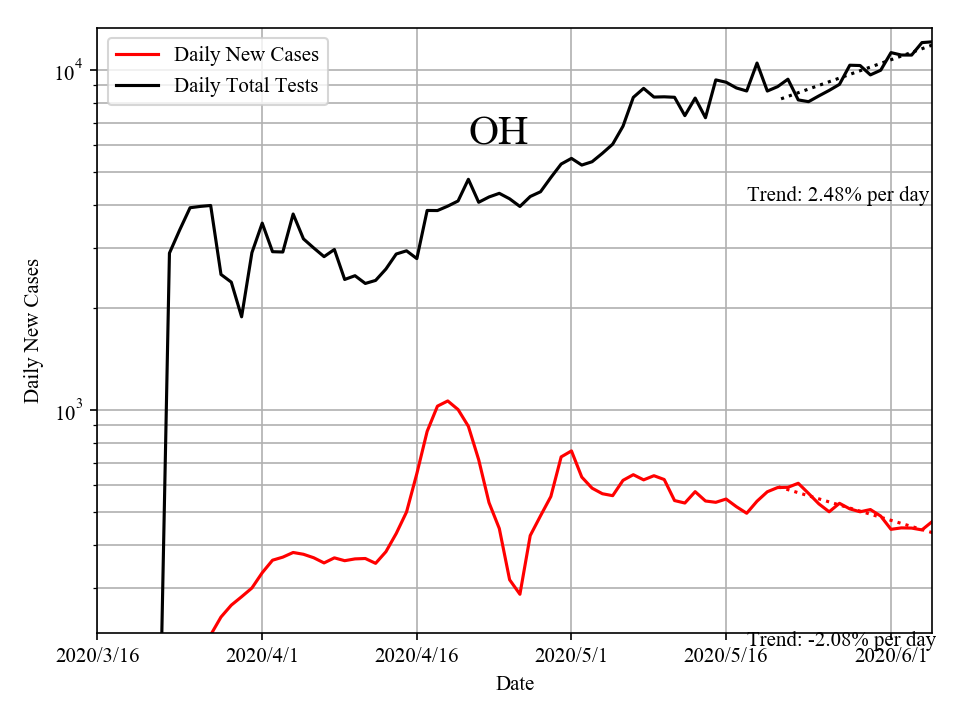 Daily New Cases
Daily Total Tests
10^4
OH
Trend: 2.48% per day
Daily New Cases
10^3
Trend: -2.08% per day
2020/3/16 2020/4/1 2020/4/16 2020/5/1 2020/5/16 2020/6/1
Date